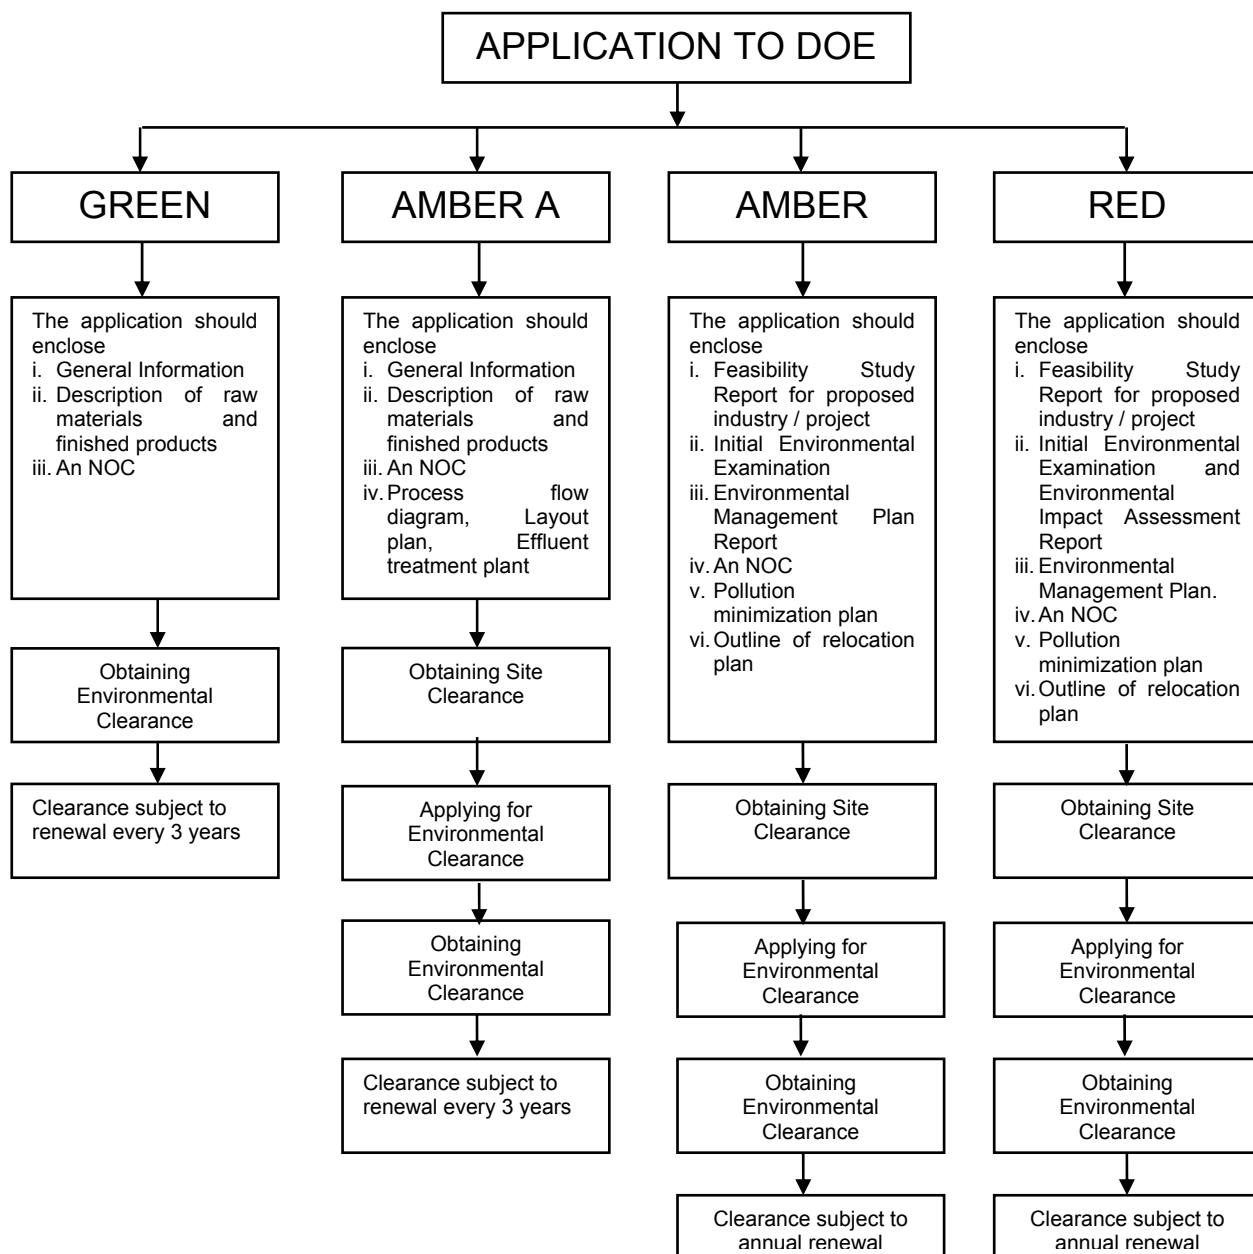 APPLICATION TO DOE
GREEN
AMBER A
AMBER
RED
The application should
enclose
i. General Information
ii. Description of raw
materials and
finished products
iii. An NOC
The application should
enclose
i. General Information
ii. Description of raw
materials and
finished products
iii. An NOC
iv. Process flow
diagram, Layout
plan, Effluent
treatment plant
The application should
enclose
i. Feasibility Study
Report for proposed
industry / project
ii. Initial Environmental
Examination
iii. Environmental
Management Plan
Report
iv. An NOC
v. Pollution
minimization plan
vi. Outline of relocation
plan
The application should
enclose
i. Feasibility Study
Report for proposed
industry / project
ii. Initial Environmental
Examination and
Environmental
Impact Assessment
Report
iii. Environmental
Management Plan.
iv. An NOC
v. Pollution
minimization plan
vi. Outline of relocation
plan
Obtaining
Environmental
Clearance
Obtaining Site
Clearance
Clearance subject to
renewal every 3 years
Applying for
Environmental
Clearance
Obtaining Site
Clearance
Obtaining Site
Clearance
Obtaining
Environmental
Clearance
Applying for
Environmental
Clearance
Applying for
Environmental
Clearance
Clearance subject to
renewal every 3 years
Obtaining
Environmental
Clearance
Obtaining
Environmental
Clearance
Clearance subject to
annual renewal
Clearance subject to
annual renewal